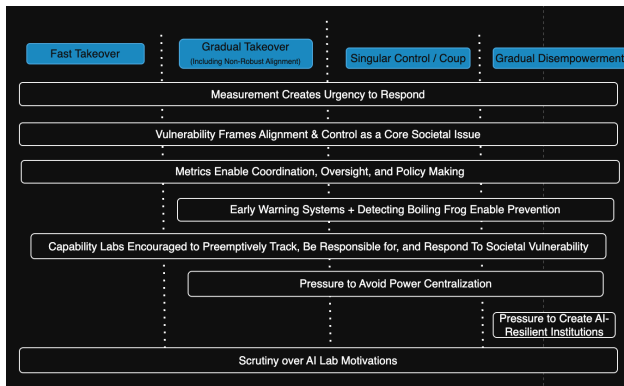 Fast Takeover
Gradual Takeover
(Including Non-Robust Alignment)
Singular Control / Coup
Gradual Disempowerment
Measurement Creates Urgency to Respond
Vulnerability Frames Alignment & Control as a Core Societal Issue
Metrics Enable Coordination, Oversight, and Policy Making
Early Warning Systems + Detecting Boiling Frog Enable Prevention
Capability Labs Encouraged to Preemptively Track, Be Responsible for, and Respond To Societal Vulnerability
Pressure to Avoid Power Centralization
Pressure to Create AI-
Resilient Institutions
Scrutiny over AI Lab Motivations